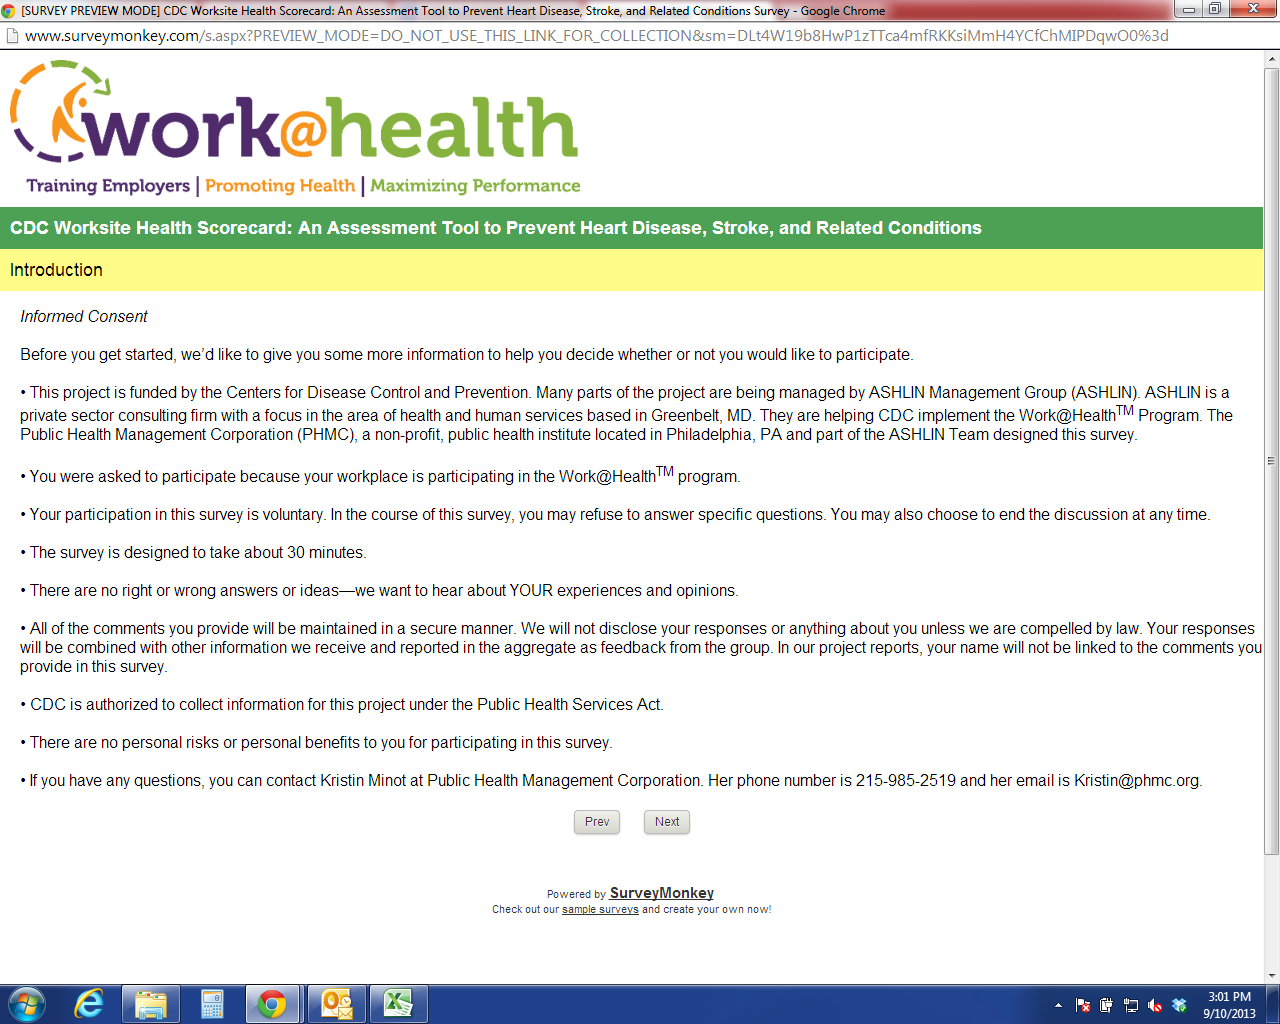 [SURVEY PREVIEW MODE] CDC Worksite Health Scorecard: An Assessment Tool to Prevent Heart Disease, Stroke, and Related Conditions Survey - Google Chrome
www.surveymonkey.com/s.aspx?PREVIEW_MODE=DO_NOT_USE_THIS_LINK_FOR_COLLECTION&sm=DLt4W19b8HwP1zTTca4mfRKKsiMmH4YCfChMIPDqwO0%3d
work@health
Training Employers | Promoting Health | Maximizing Performance
CDC Worksite Health Scorecard: An Assessment Tool to Prevent Heart Disease, Stroke, and Related Conditions
Introduction
Informed Consent
Before you get started, we'd like to give you some more information to help you decide whether or not you would like to participate.
• This project is funded by the Centers for Disease Control and Prevention. Many parts of the project are being managed by ASHLIN Management Group (ASHLIN). ASHLIN is a
private sector consulting firm with a focus in the area of health and human services based in Greenbelt, MD. They are helping CDC implement the Work@Health™ Program. The
Public Health Management Corporation (PHMC), a non-profit, public health institute located in Philadelphia, PA and part of the ASHLIN Team designed this survey.
• You were asked to participate because your workplace is participating in the Work@Health™ program.
• Your participation in this survey is voluntary. In the course of this survey, you may refuse to answer specific questions. You may also choose to end the discussion at any time.
• The survey is designed to take about 30 minutes.
• There are no right or wrong answers or ideas—we want to hear about YOUR experiences and opinions.
• All of the comments you provide will be maintained in a secure manner. We will not disclose your responses or anything about you unless we are compelled by law. Your responses
will be combined with other information we receive and reported in the aggregate as feedback from the group. In our project reports, your name will not be linked to the comments you
provide in this survey.
• CDC is authorized to collect information for this project under the Public Health Services Act.
• There are no personal risks or personal benefits to you for participating in this survey.
• If you have any questions, you can contact Kristin Minot at Public Health Management Corporation. Her phone number is 215-985-2519 and her email is Kristin@phmc.org.
Prev Next
Powered by SurveyMonkey
Check out our sample surveys and create your own now!
3:01 PM
9/10/2013